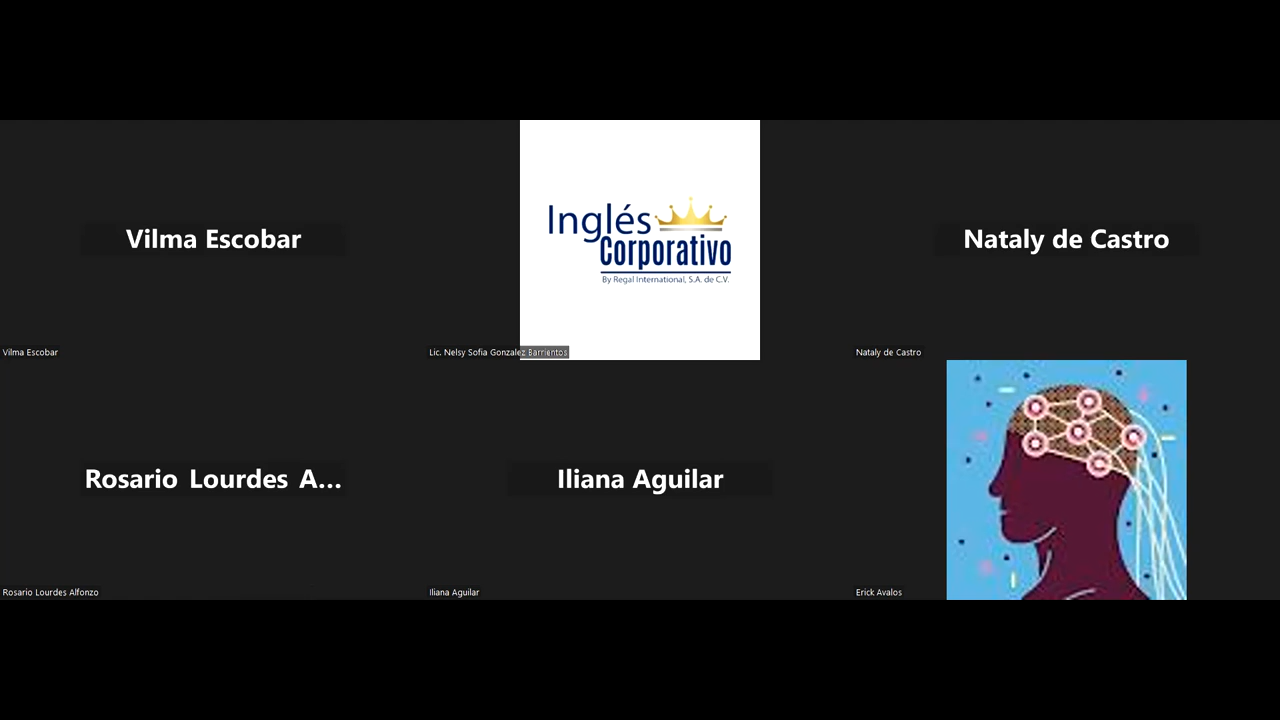 Vilma Escobar
Inglés
Corporativo
By Regal International, S.A. de C.V.
Nataly de Castro
Vilma Escobar
Lic. Nelsy Sofia Gonzalez Barrientos
Nataly de Castro
Rosario Lourdes A...
Iliana Aguilar
Rosario Lourdes Alfonzo
Iliana Aguilar
Erick Avalos